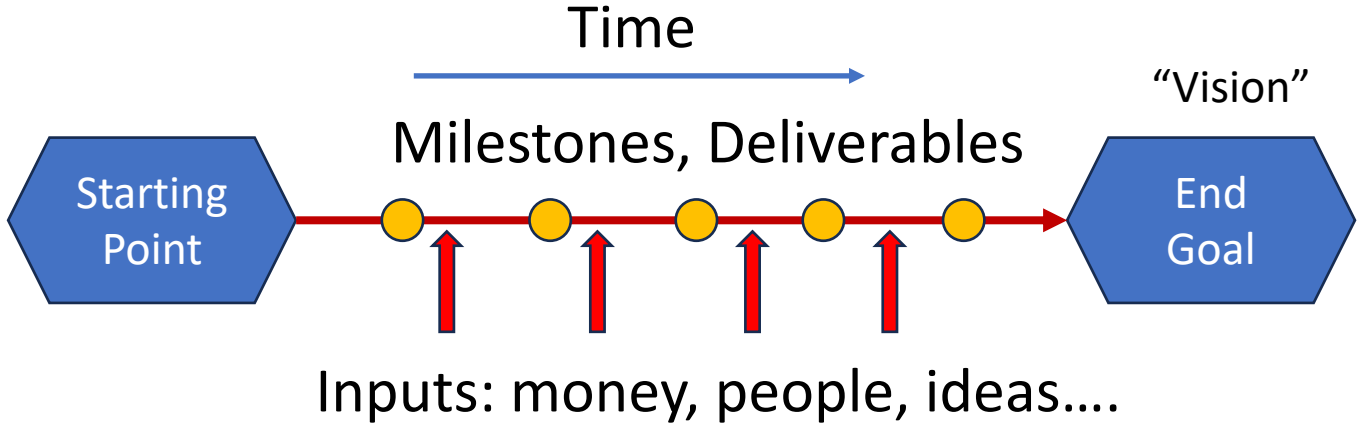 Time
“Vision”
Milestones, Deliverables
Starting
Point
End
Goal
Inputs: money, people, ideas....